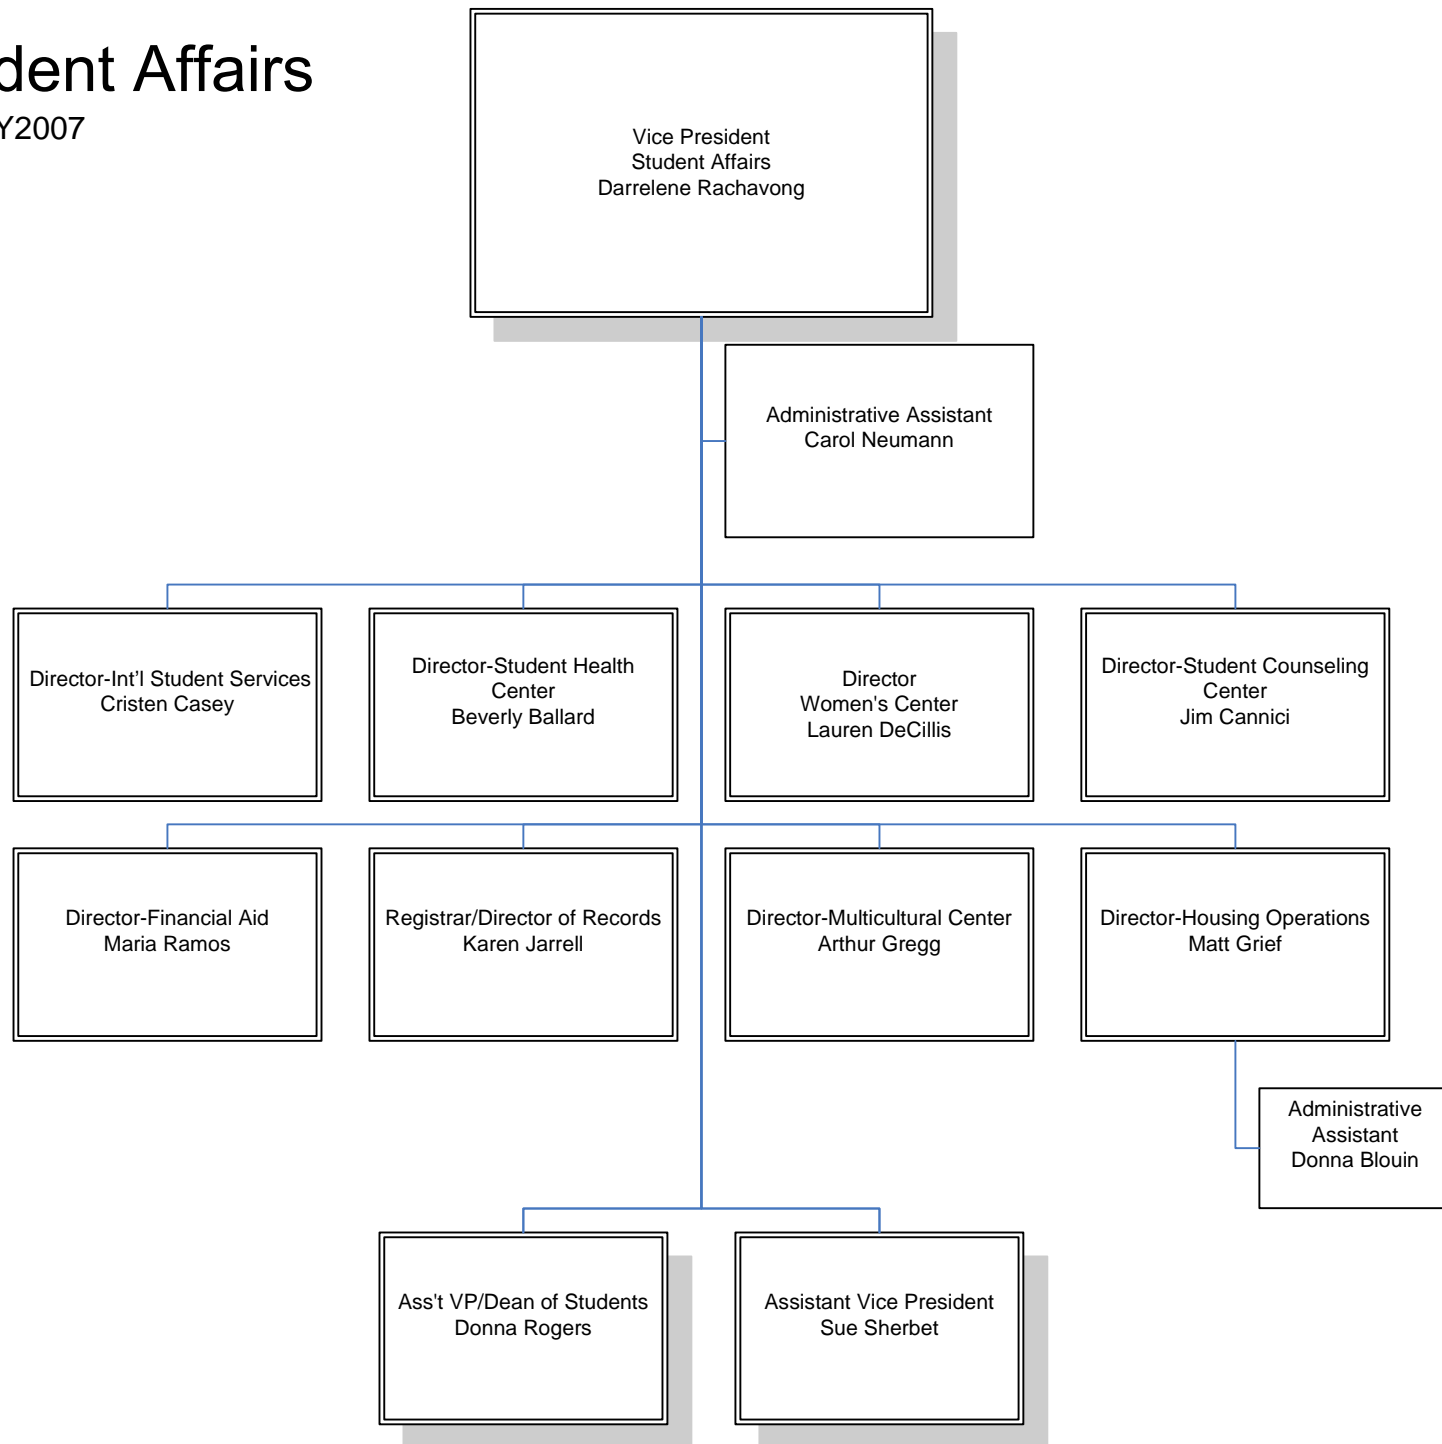 dent Affairs
Y2007
Vice President
Student Affairs
Darrelene Rachavong
Administrative Assistant
Carol Neumann
Director-Int'l Student Services
Cristen Casey
Director-Student Health
Center
Beverly Ballard
Director
Women's Center
Lauren DeCillis
Director-Student Counseling
Center
Jim Cannici
Director-Financial Aid
Maria Ramos
Registrar/Director of Records
Karen Jarrell
Director-Multicultural Center
Arthur Gregg
Director-Housing Operations
Matt Grief
Administrative
Assistant
Donna Blouin
Ass't VP/Dean of Students
Donna Rogers
Assistant Vice President
Sue Sherbet